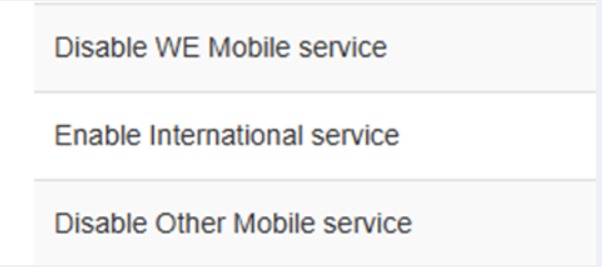 Disable WE Mobile service
Enable International service
Disable Other Mobile service